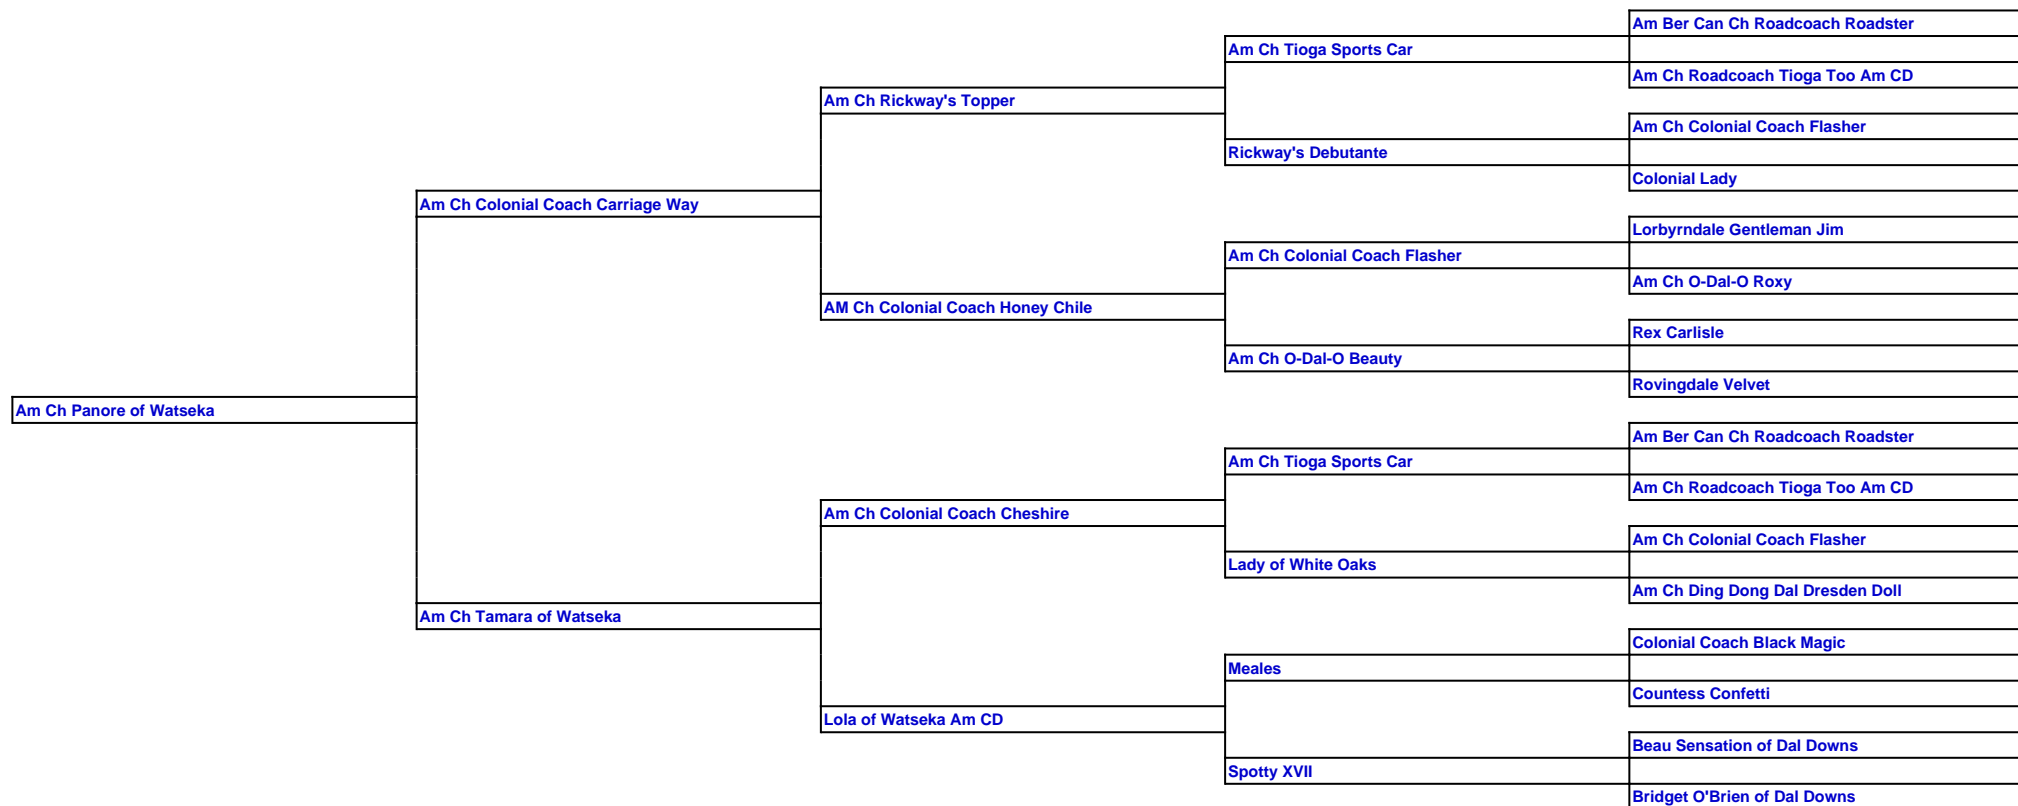 Am Ber Can Ch Roadcoach Roadster
Am Ch Tioga Sports Car
Am Ch Roadcoach Tioga Too Am CD
Am Ch Rickway's Topper
Am Ch Colonial Coach Flasher
Rickway's Debutante
Colonial Lady
Am Ch Colonial Coach Carriage Way
Lorbyrndale Gentleman Jim
Am Ch Colonial Coach Flasher
Am Ch O-Dal-O Roxy
AM Ch Colonial Coach Honey Chile
Rex Carlisle
Am Ch O-Dal-O Beauty
Rovingdale Velvet
Am Ch Panore of Watseka
Am Ber Can Ch Roadcoach Roadster
Am Ch Tioga Sports Car
Am Ch Roadcoach Tioga Too Am CD
Am Ch Colonial Coach Cheshire
Am Ch Colonial Coach Flasher
Lady of White Oaks
Am Ch Ding Dong Dal Dresden Doll
Am Ch Tamara of Watseka
Colonial Coach Black Magic
Meales
Countess Confetti
Lola of Watseka Am CD
Beau Sensation of Dal Downs
Spotty XVII
Bridget O'Brien of Dal Downs